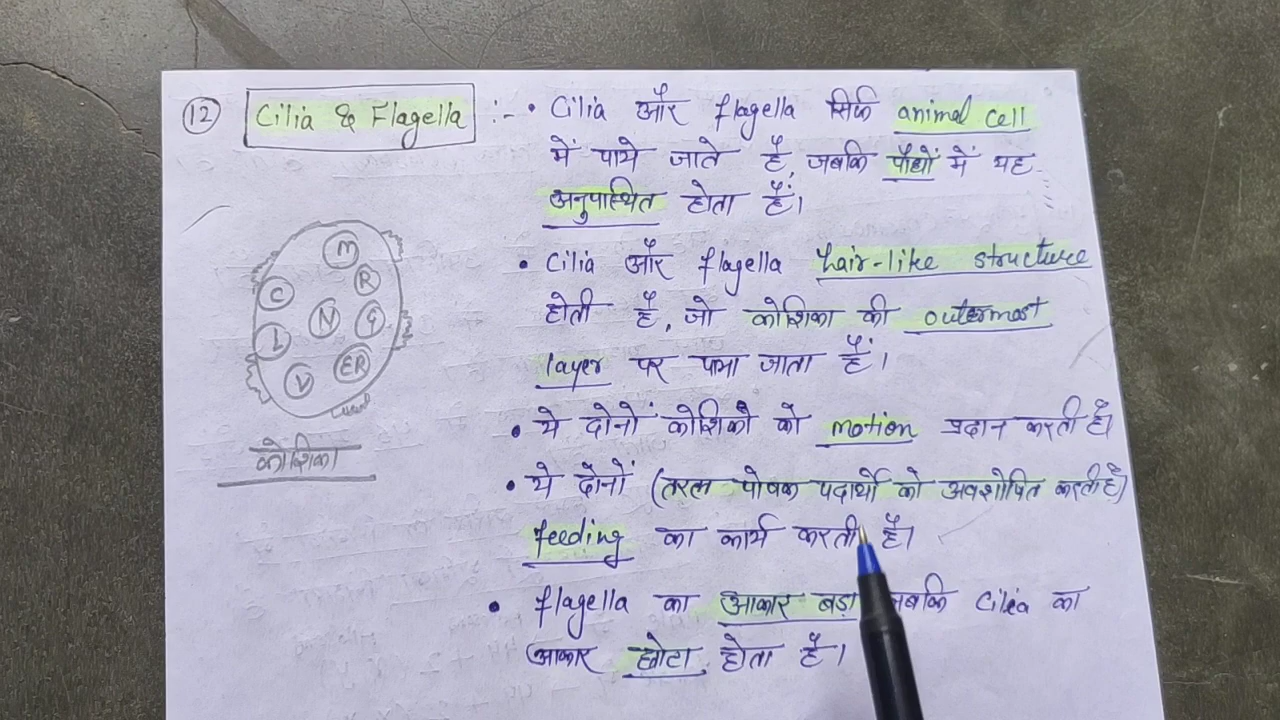 12 Cilia & Flagella :- • Cilia और flagella सिर्फ animal cell
में पाये जाते है, जबकि पौधों में यह
अनुपास्थित होता हैं।
• Cilia और flagella hair-like structure
होती है, जो कोशिका की outermost
layer पर पाया जाता हैं।
• ये दोनों कोशिको को motion प्रदान करती है।
• ये दोनों (तरल पोषक पदार्थो को अवशोषित करती है)
feeding का कार्य करती है।
• flagella का आकार बड़ा जबकि Cilia का
आकार छोटा होता है।
M
R
C
N
G
L
ER
V
कोशिका